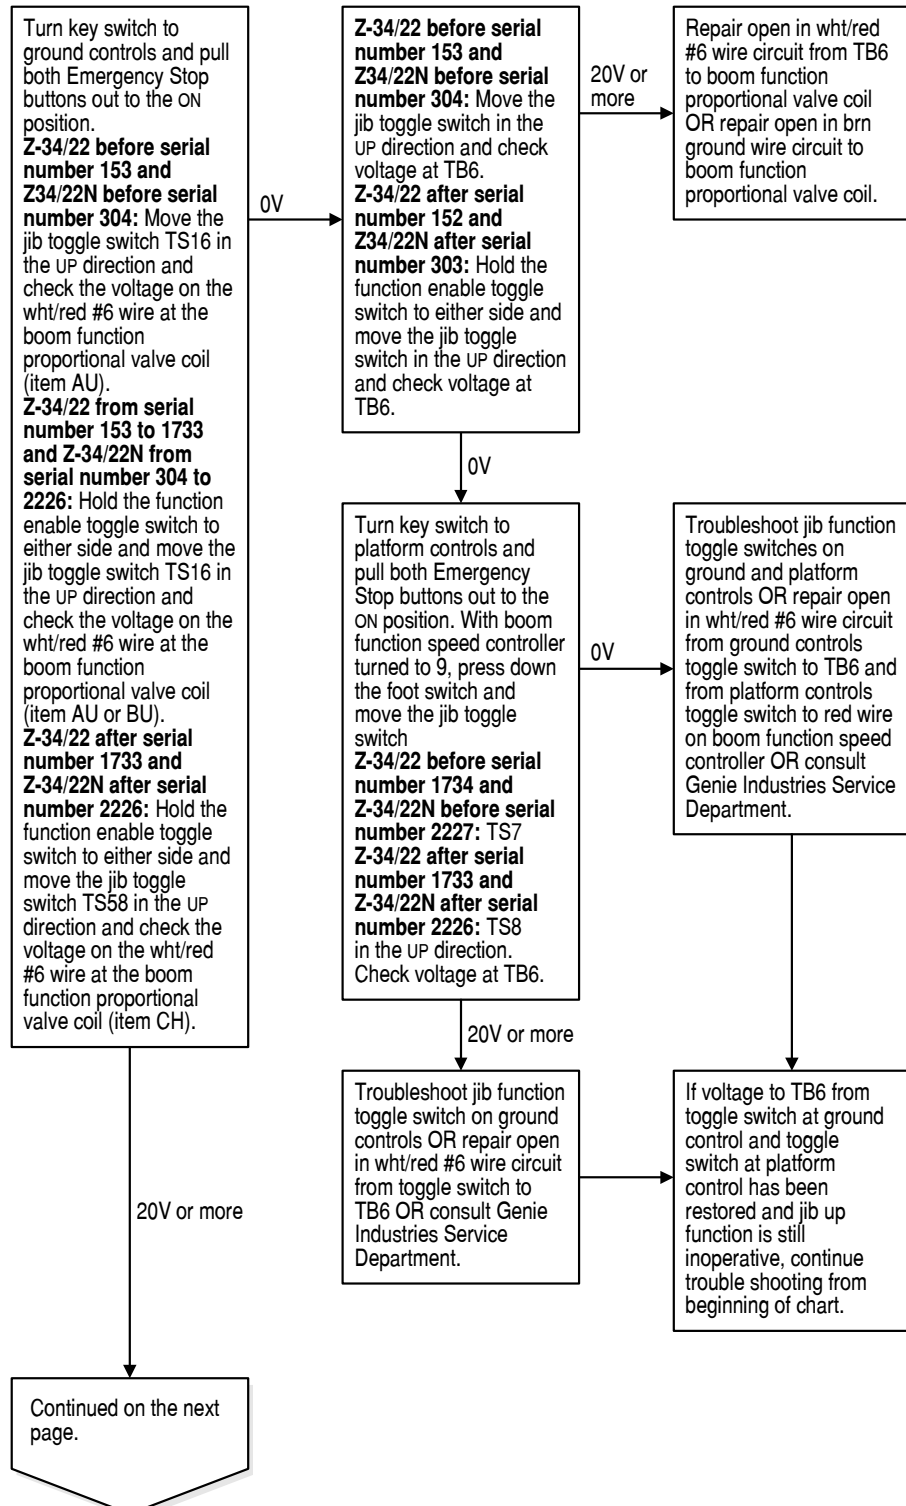 Turn key switch to
ground controls and pull
both Emergency Stop
buttons out to the ON
position.
Z-34/22 before serial
number 153 and
Z34/22N before serial
number 304: Move the
jib toggle switch TS16 in
the UP direction and
check the voltage on the
wht/red #6 wire at the
boom function
proportional valve coil
(item AU).
Z-34/22 from serial
number 153 to 1733
and Z-34/22N from
serial number 304 to
2226: Hold the function
enable toggle switch to
either side and move the
jib toggle switch TS16 in
the UP direction and
check the voltage on the
wht/red #6 wire at the
boom function
proportional valve coil
(item AU or BU).
Z-34/22 after serial
number 1733 and
Z-34/22N after serial
number 2226: Hold the
function enable toggle
switch to either side and
move the jib toggle
switch TS58 in the UP
direction and check the
voltage on the wht/red
#6 wire at the boom
function proportional
valve coil (item CH).
0V
Z-34/22 before serial
number 153 and
Z34/22N before serial
number 304: Move the
jib toggle switch in the
UP direction and check
voltage at TB6.
Z-34/22 after serial
number 152 and
Z34/22N after serial
number 303: Hold the
function enable toggle
switch to either side and
move the jib toggle
switch in the UP direction
and check voltage at
TB6.
20V or
more
Repair open in wht/red
#6 wire circuit from TB6
to boom function
proportional valve coil
OR repair open in brn
ground wire circuit to
boom function
proportional valve coil.
0V
Turn key switch to
platform controls and
pull both Emergency
Stop buttons out to the
ON position. With boom
function speed controller
turned to 9, press down
the foot switch and
move the jib toggle
switch
Z-34/22 before serial
number 1734 and
Z-34/22N before serial
number 2227: TS7
Z-34/22 after serial
number 1733 and
Z-34/22N after serial
number 2226: TS8
in the UP direction.
Check voltage at TB6.
0V
Troubleshoot jib function
toggle switches on
ground and platform
controls OR repair open
in wht/red #6 wire circuit
from ground controls
toggle switch to TB6 and
from platform controls
toggle switch to red wire
on boom function speed
controller OR consult
Genie Industries Service
Department.
20V or more
Troubleshoot jib function
toggle switch on ground
controls OR repair open
in wht/red #6 wire circuit
from toggle switch to
TB6 OR consult Genie
Industries Service
Department.
If voltage to TB6 from
toggle switch at ground
control and toggle
switch at platform
control has been
restored and jib up
function is still
inoperative, continue
trouble shooting from
beginning of chart.
20V or more
Continued on the next
page.